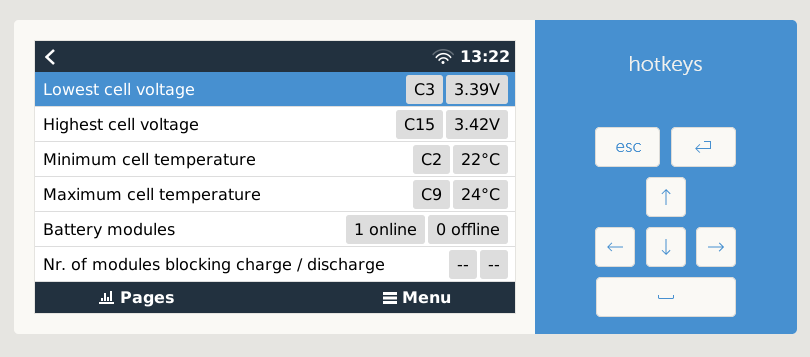 13:22
Lowest cell voltage C3 3.39V
Highest cell voltage C15 3.42V
Minimum cell temperature C2 22°C
Maximum cell temperature C9 24°C
Battery modules 1 online 0 offline
Nr. of modules blocking charge / discharge -- --
Pages Menu
hotkeys
esc